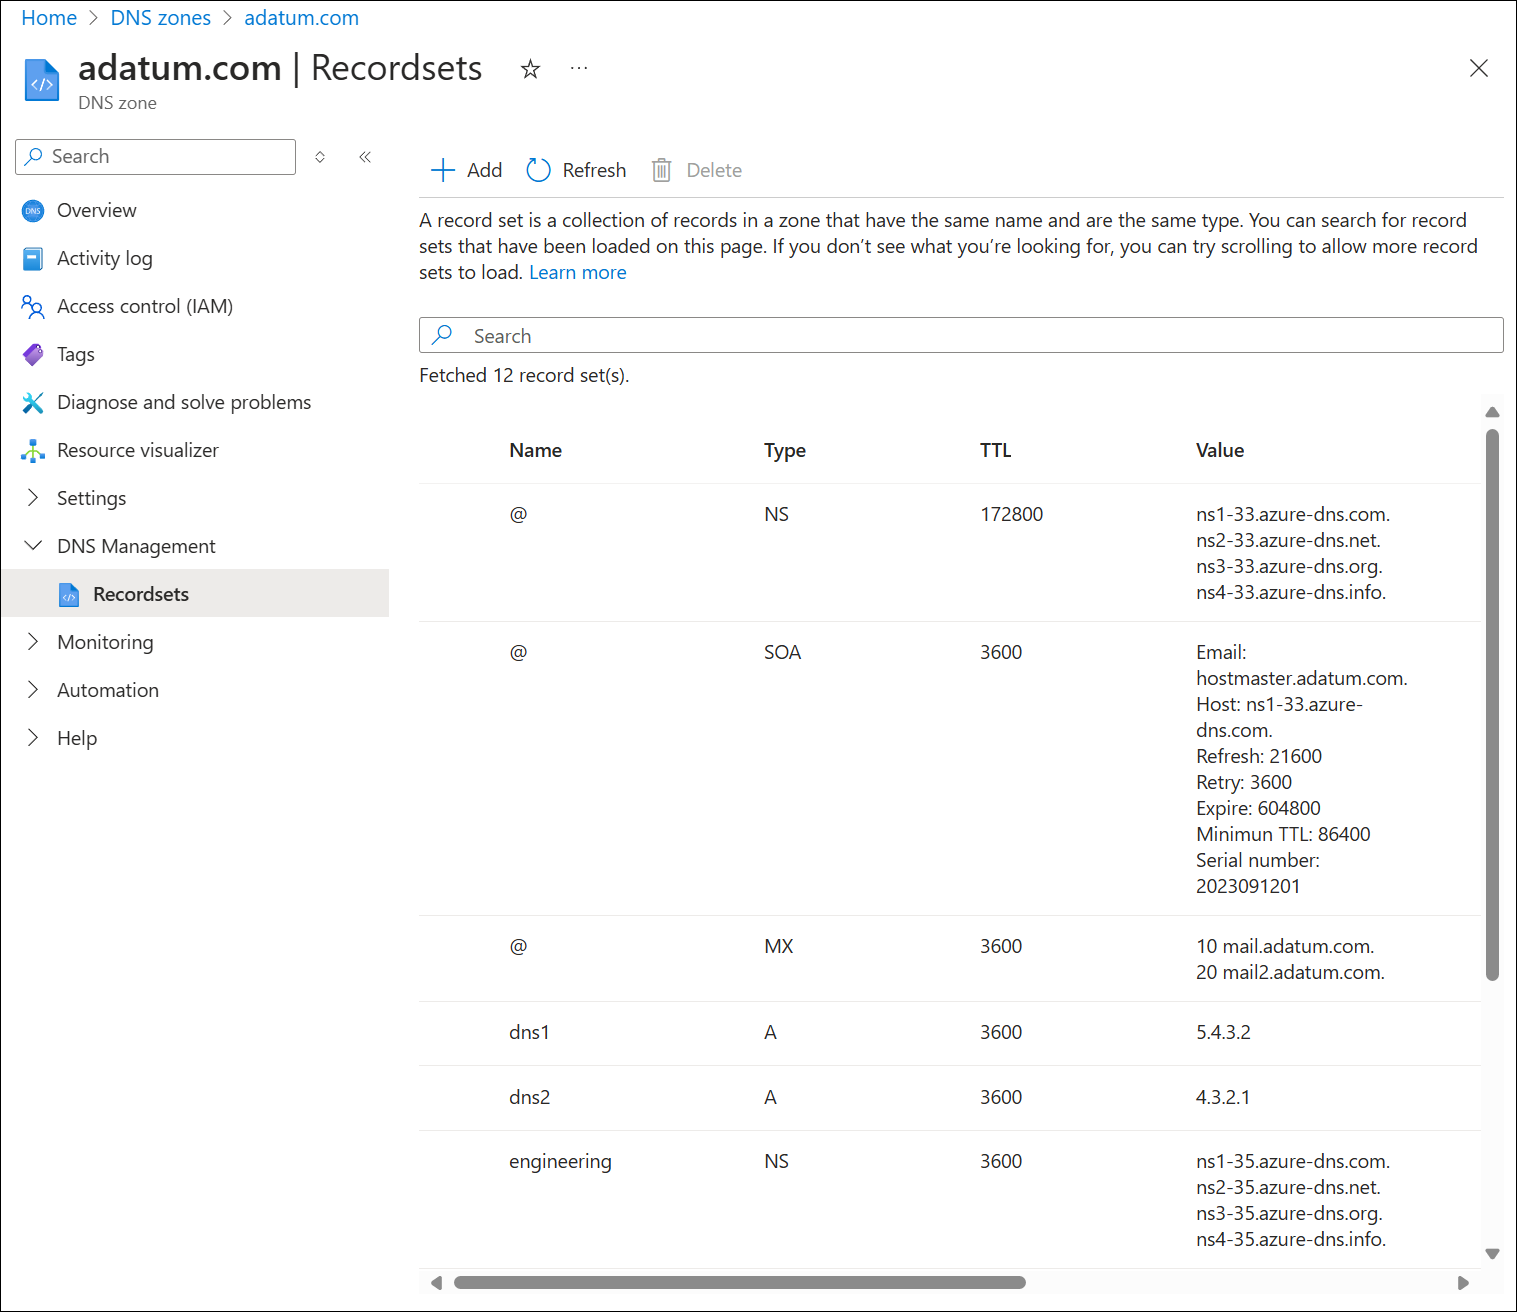 Home > DNS zones > adatum.com
adatum.com | Recordsets
DNS zone
Search
Overview
Activity log
Access control (IAM)
Tags
Diagnose and solve problems
Resource visualizer
Settings
DNS Management
Recordsets
Monitoring
Automation
Help
Add Refresh Delete
A record set is a collection of records in a zone that have the same name and are the same type. You can search for record
sets that have been loaded on this page. If you don’t see what you’re looking for, you can try scrolling to allow more record
sets to load. Learn more
Search
Fetched 12 record set(s).
Name Type TTL Value
@ NS 172800 ns1-33.azure-dns.com.
ns2-33.azure-dns.net.
ns3-33.azure-dns.org.
ns4-33.azure-dns.info.
@ SOA 3600 Email:
hostmaster.adatum.com.
Host: ns1-33.azure-
dns.com.
Refresh: 21600
Retry: 3600
Expire: 604800
Minimun TTL: 86400
Serial number:
2023091201
@ MX 3600 10 mail.adatum.com.
20 mail2.adatum.com.
dns1 A 3600 5.4.3.2
dns2 A 3600 4.3.2.1
engineering NS 3600 ns1-35.azure-dns.com.
ns2-35.azure-dns.net.
ns3-35.azure-dns.org.
ns4-35.azure-dns.info.